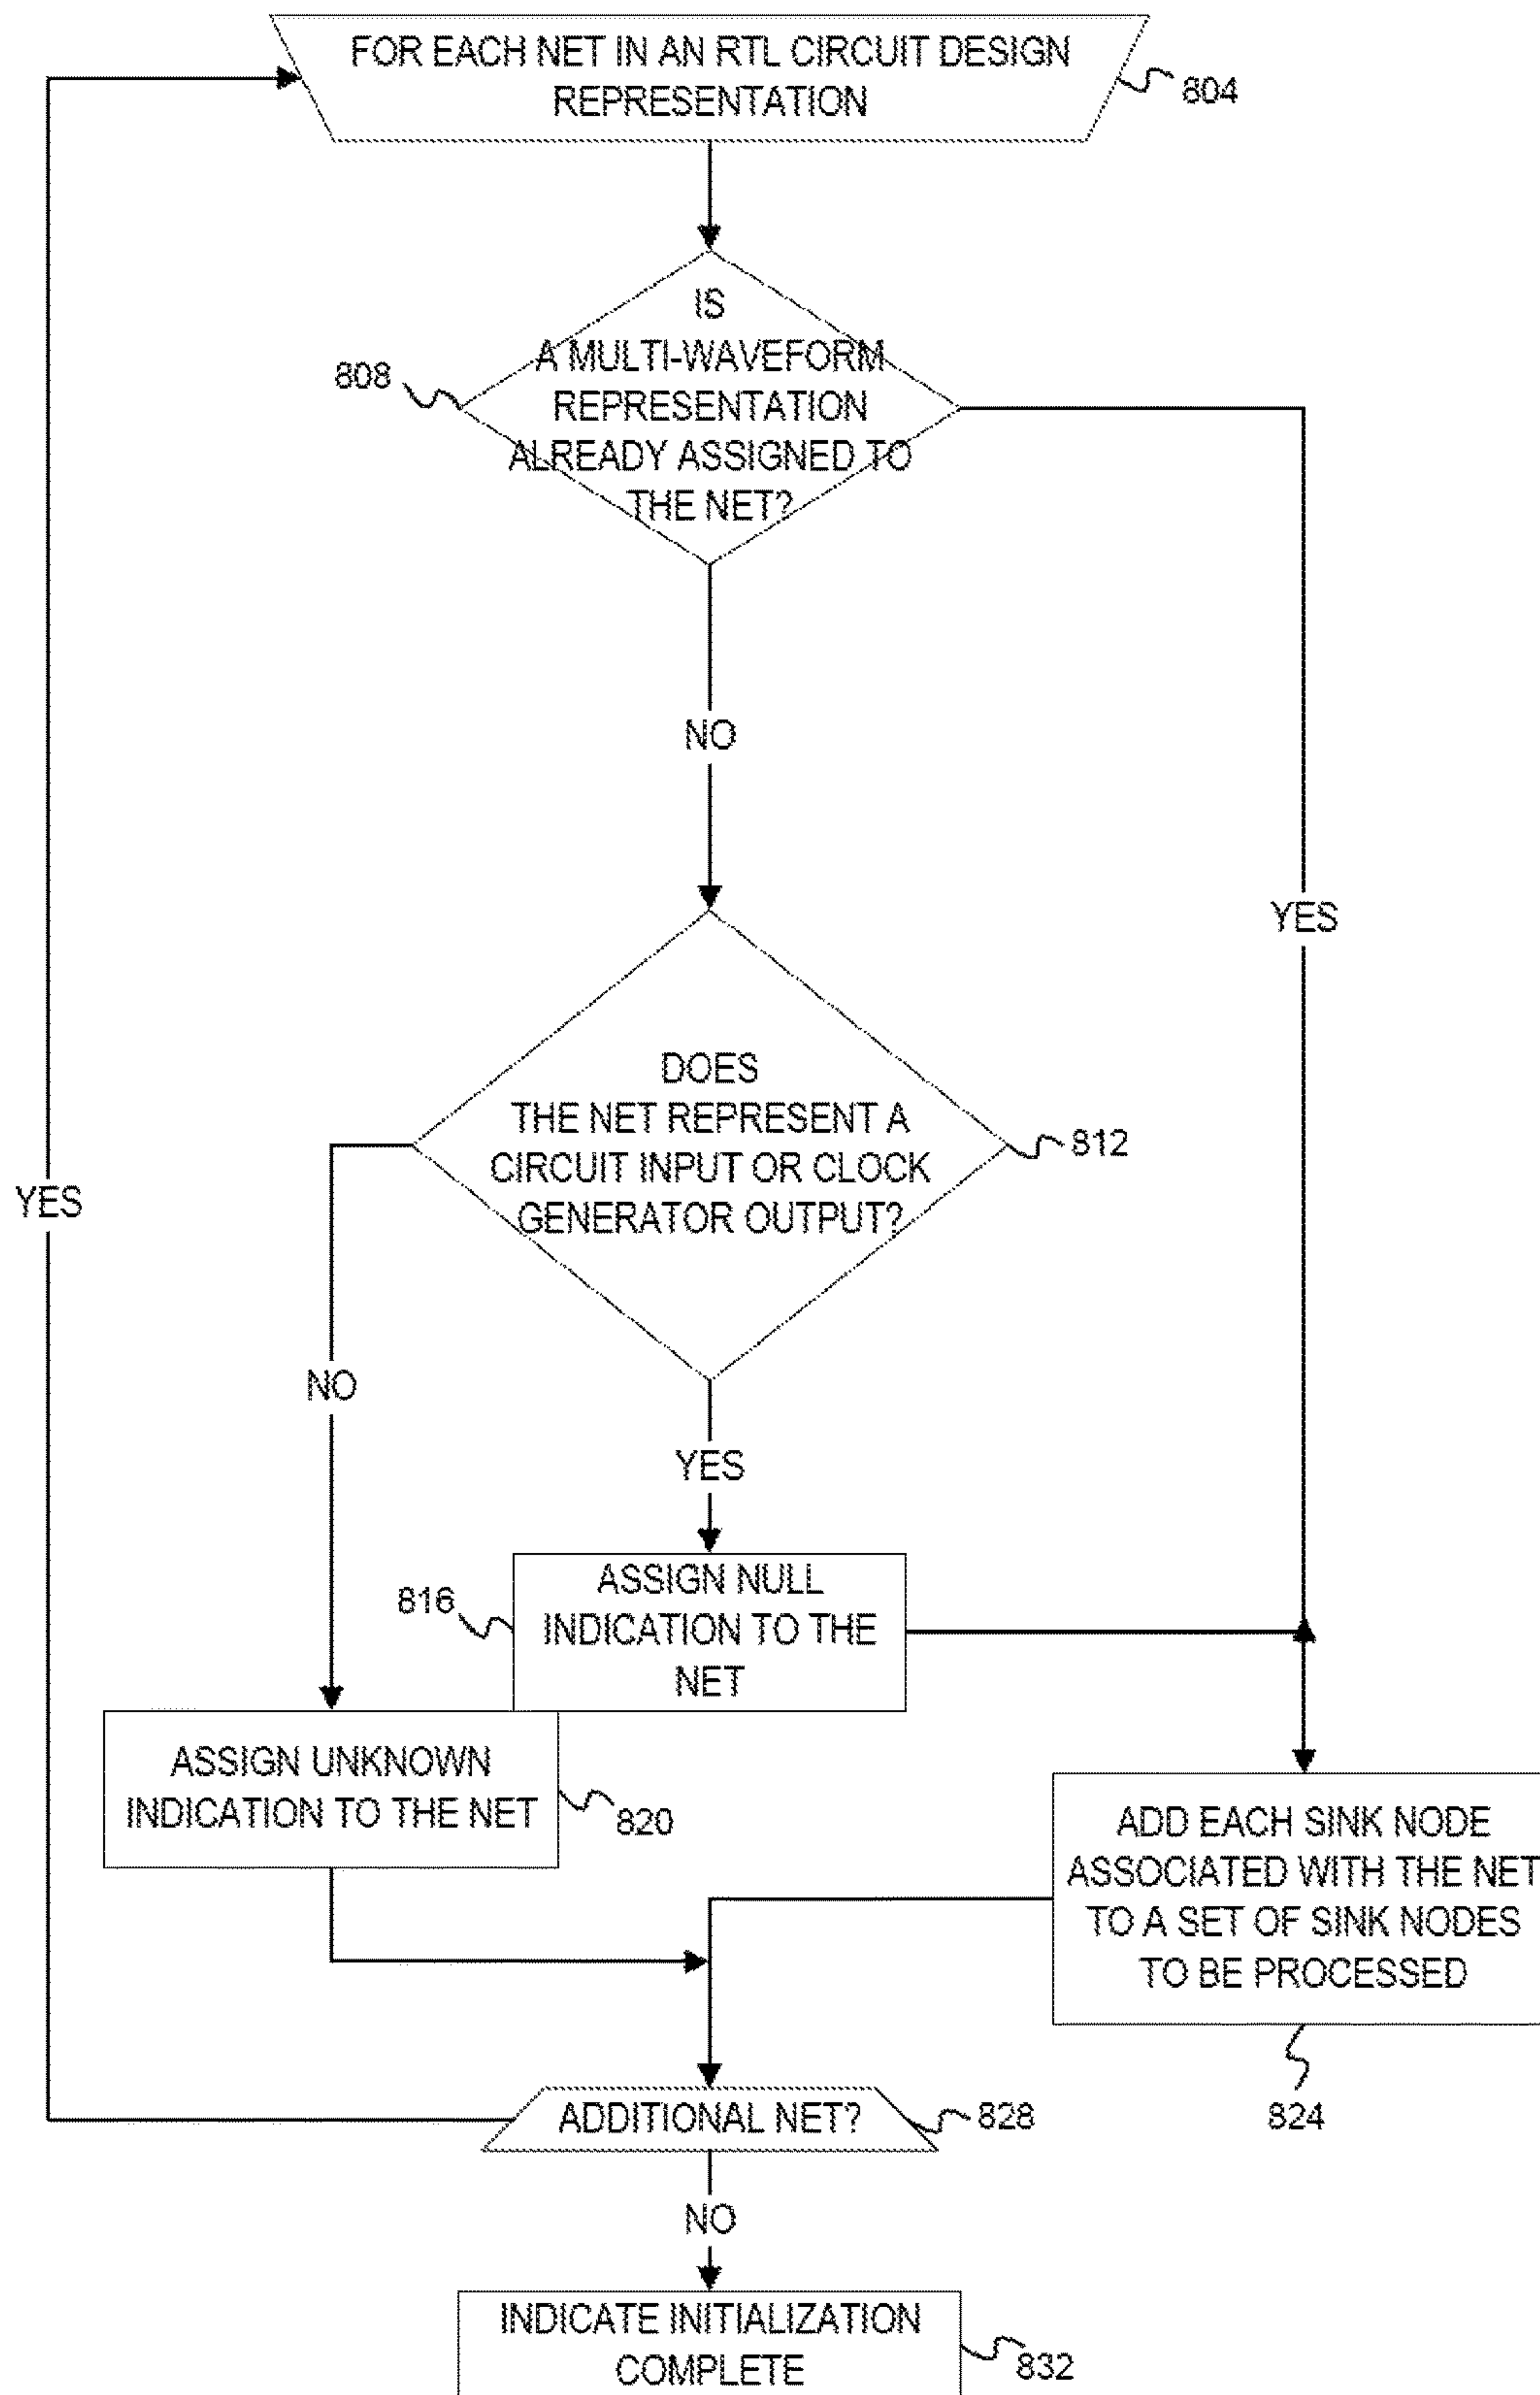 FOR EACH NET IN AN RTL CIRCUIT DESIGN
REPRESENTATION
804
IS
A MULTI-WAVEFORM
REPRESENTATION
ALREADY ASSIGNED TO
THE NET?
808
NO
YES
DOES
THE NET REPRESENT A
CIRCUIT INPUT OR CLOCK
GENERATOR OUTPUT?
812
YES
NO
YES
ASSIGN NULL
INDICATION TO THE
NET
816
ASSIGN UNKNOWN
INDICATION TO THE NET
820
ADD EACH SINK NODE
ASSOCIATED WITH THE NET
TO A SET OF SINK NODES
TO BE PROCESSED
824
ADDITIONAL NET?
828
NO
INDICATE INITIALIZATION
COMPLETE
832